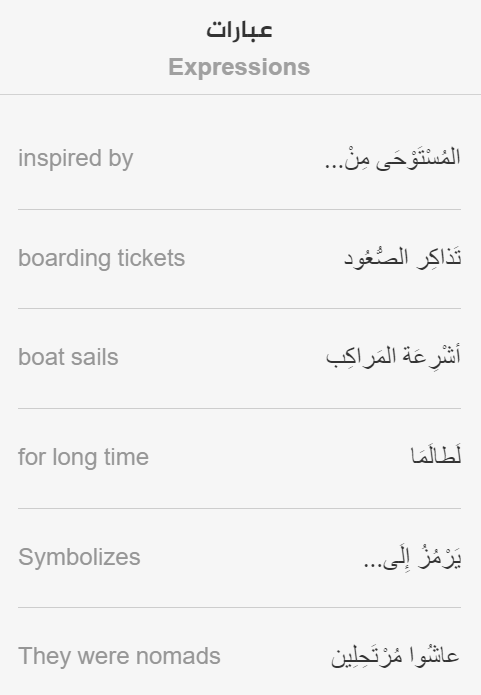 عبارات
Expressions
inspired by المُسْتَوْحَى مِنْ...
boarding tickets تَذاكِر الصُّعُود
boat sails أشْرِعَة المَراكِب
for long time لَطالَمَا
Symbolizes يَرْمُزُ إِلَى...
They were nomads عاشُوا مُرْتَحِلِين